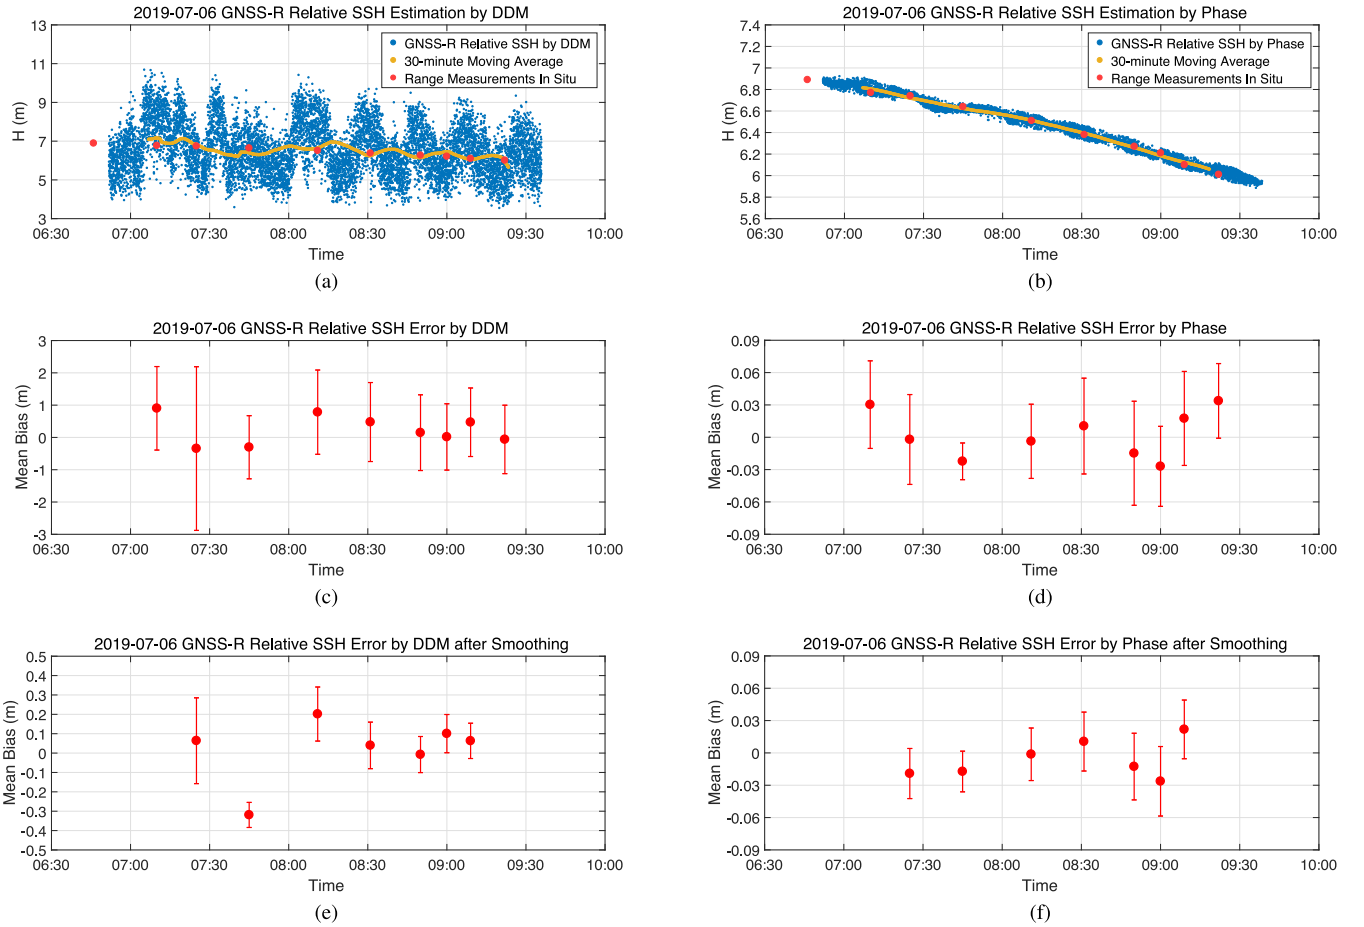 2019-07-06 GNSS-R Relative SSH Estimation by DDM
13
11
9
7
5
3
H (m)
GNSS-R Relative SSH by DDM
30-minute Moving Average
Range Measurements In Situ
06:30 07:00 07:30 08:00 08:30 09:00 09:30 10:00
Time
(a)
2019-07-06 GNSS-R Relative SSH Estimation by Phase
7.4
7.2
7
6.8
6.6
6.4
6.2
6
5.8
5.6
H (m)
GNSS-R Relative SSH by Phase
30-minute Moving Average
Range Measurements In Situ
06:30 07:00 07:30 08:00 08:30 09:00 09:30 10:00
Time
(b)
2019-07-06 GNSS-R Relative SSH Error by DDM
3
2
1
0
-1
-2
-3
Mean Bias (m)
06:30 07:00 07:30 08:00 08:30 09:00 09:30 10:00
Time
(c)
2019-07-06 GNSS-R Relative SSH Error by Phase
0.09
0.06
0.03
0
-0.03
-0.06
-0.09
Mean Bias (m)
06:30 07:00 07:30 08:00 08:30 09:00 09:30 10:00
Time
(d)
2019-07-06 GNSS-R Relative SSH Error by DDM after Smoothing
0.5
0.4
0.3
0.2
0.1
0
-0.1
-0.2
-0.3
-0.4
-0.5
Mean Bias (m)
06:30 07:00 07:30 08:00 08:30 09:00 09:30 10:00
Time
(e)
2019-07-06 GNSS-R Relative SSH Error by Phase after Smoothing
0.09
0.06
0.03
0
-0.03
-0.06
-0.09
Mean Bias (m)
06:30 07:00 07:30 08:00 08:30 09:00 09:30 10:00
Time
(f)